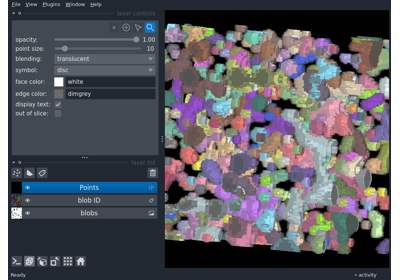 File View Plugins Window Help
layer controls
opacity: 1.00
point size: 10
blending: translucent
symbol: disc
face color: white
edge color: dimgrey
display text:
out of slice:
layer list
Points
blob ID
blobs
Ready
activity